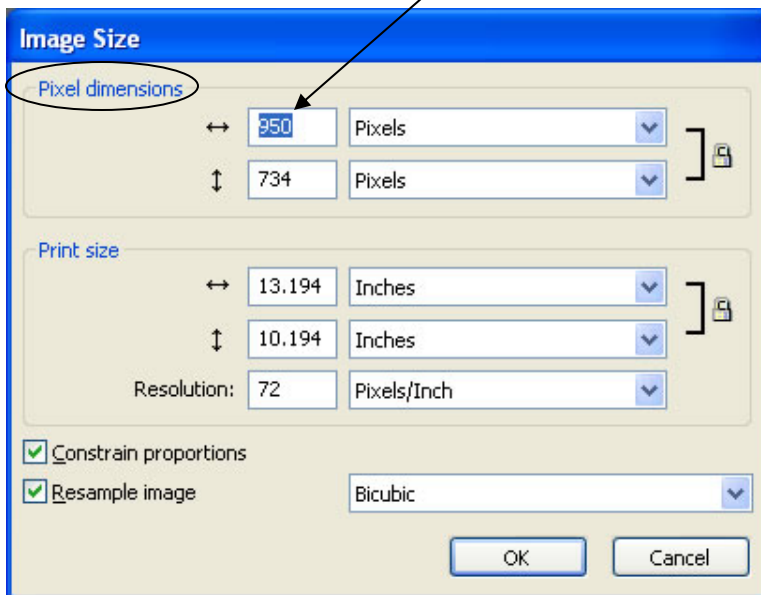 Image Size
Pixel dimensions
↔ 950 Pixels
↕ 734 Pixels
Print size
↔ 13.194 Inches
↕ 10.194 Inches
Resolution: 72 Pixels/Inch
Constrain proportions
Resample image Bicubic
OK Cancel